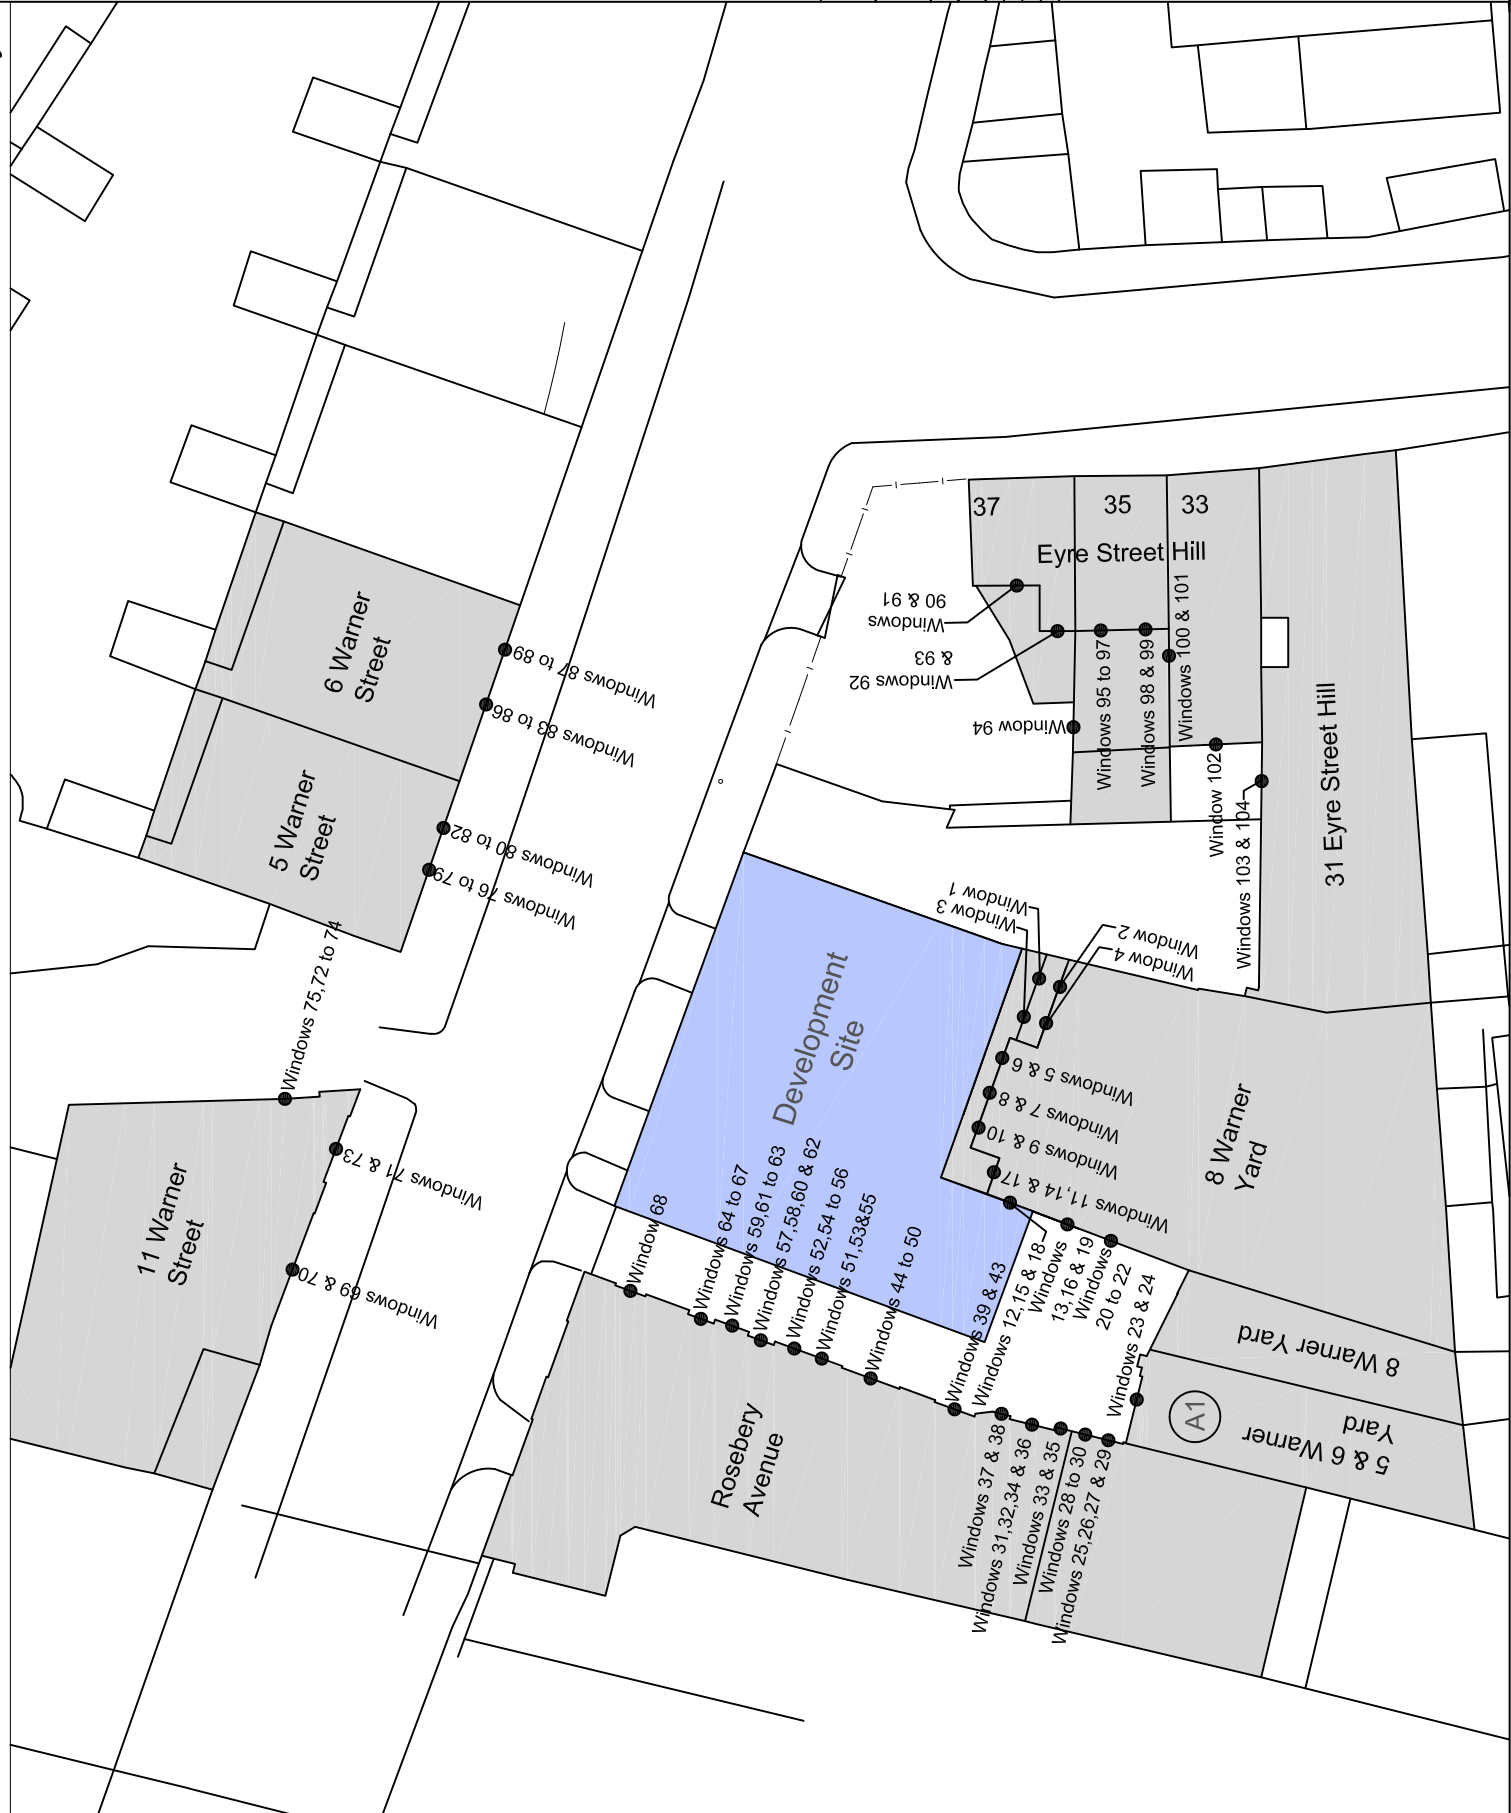 37
35
33
Eyre Street Hill
Windows
90 & 91
Windows 92
& 93
Window 94
Windows 95 to 97
Windows 98 & 99
Windows 100 & 101
Window 102
Windows 103 & 104
31 Eyre Street Hill
6 Warner
Street
5 Warner
Street
Windows 87 to 89
Windows 83 to 86
Windows 80 to 82
Windows 76 to 79
Windows 75,72 to 74
Windows 71 & 73
Windows 69 & 70
11 Warner
Street
Development
Site
Window 1
Window 3
Window 2
Window 4
Windows 5 & 6
Windows 7 & 8
Windows 9 & 10
Windows 11,14 & 17
8 Warner
Yard
Window 68
Windows 64 to 67
Windows 59,61 to 63
Windows 57,58,60 & 62
Windows 52,54 to 56
Windows 51,53&55
Windows 44 to 50
Windows 39 & 43
Windows 12,15 & 18
Windows
13,16 & 19
Windows
20 to 22
Windows 23 & 24
8 Warner Yard
A1
5 & 6 Warner
Yard
Rosebery
Avenue
Windows 37 & 38
Windows 31,32,34 & 36
Windows 33 & 35
Windows 28 to 30
Windows 25,26,27 & 29